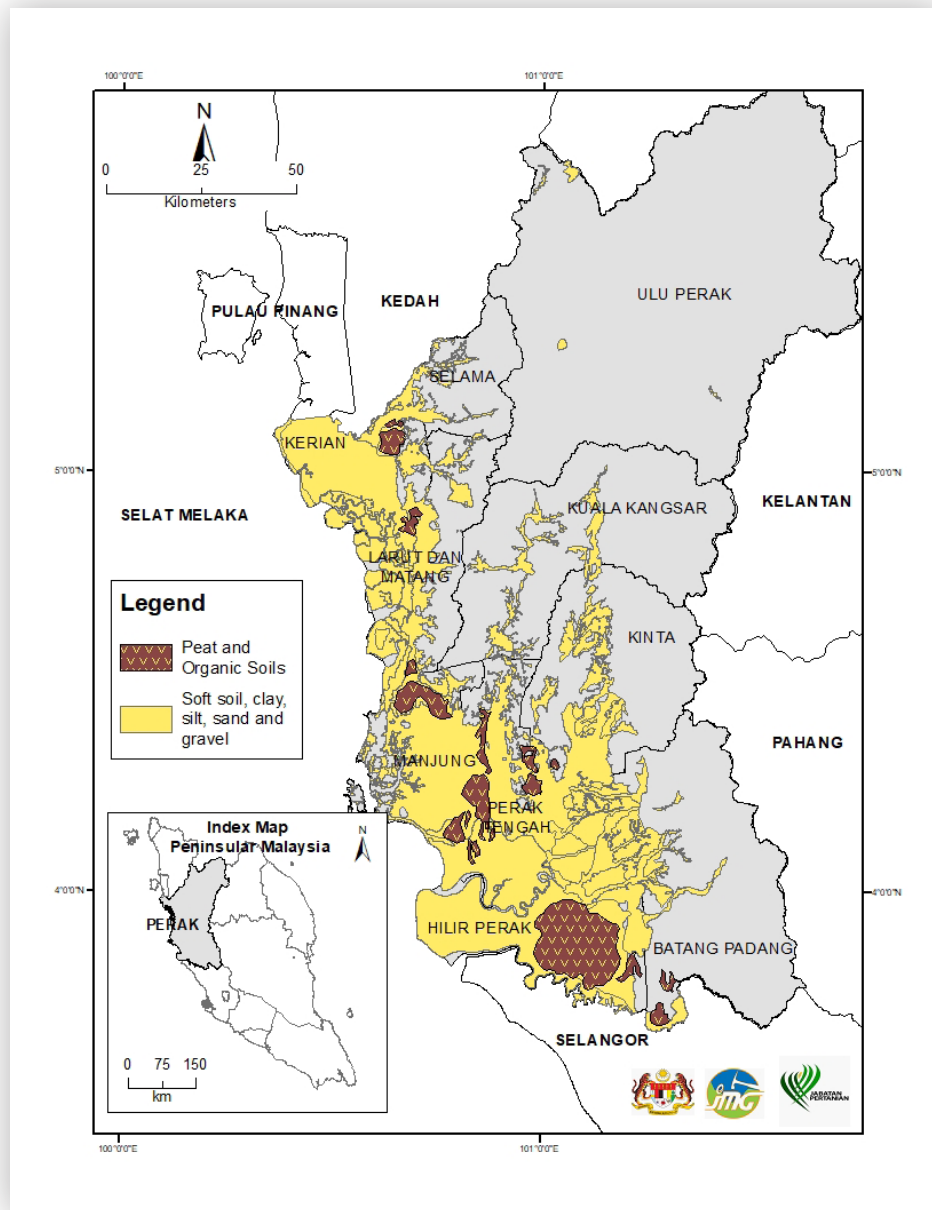 100°0'0"E
101°0'0"E
N
0 25 50
Kilometers
ULU PERAK
KEDAH
PULAU PINANG
SELAMA
KERIAN
5°0'0"N
5°0'0"N
KELANTAN
KUALA KANGSAR
SELAT MELAKA
LARUT DAN
MATANG
Legend
Peat and
Organic Soils
Soft soil, clay,
silt, sand and
gravel
KINTA
PAHANG
MANJUNG
PERAK
TENGAH
Index Map
Peninsular Malaysia
N
PERAK
0 75 150
km
4°0'0"N
4°0'0"N
HILIR PERAK
BATANG PADANG
SELANGOR
JMG
JABATAN
PERTANIAN
100°0'0"E
101°0'0"E